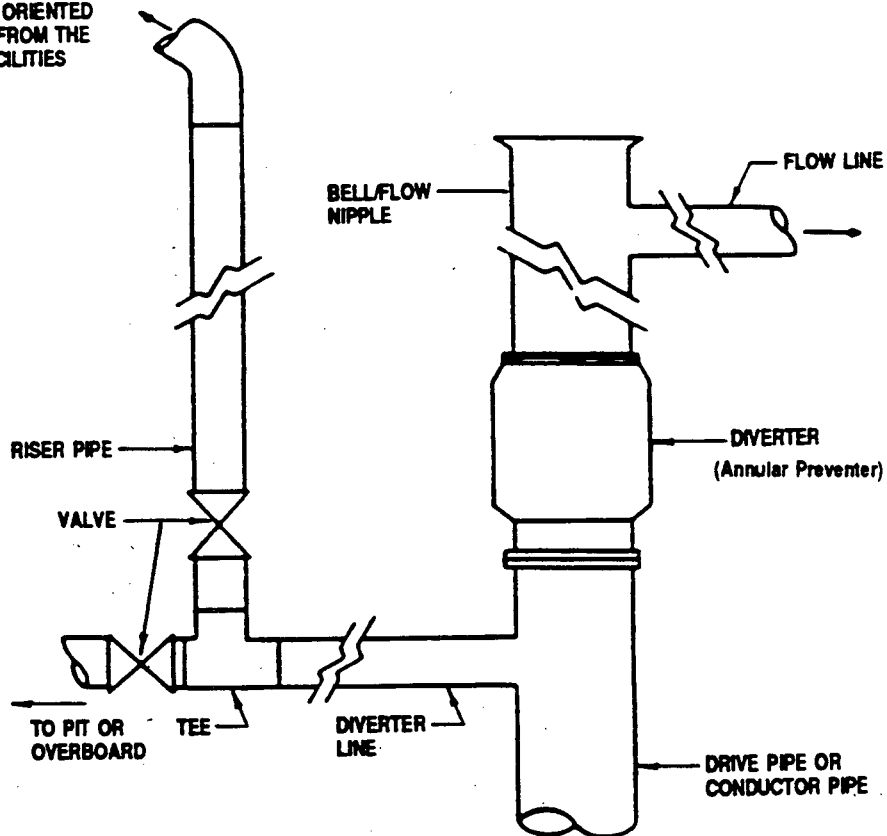 ORIENTED
FROM THE
CILITIES
FLOW LINE
BELL/FLOW
NIPPLE
RISER PIPE
DIVERTER
(Annular Preventer)
VALVE
TO PIT OR
OVERBOARD
TEE
DIVERTER
LINE
DRIVE PIPE OR
CONDUCTOR PIPE